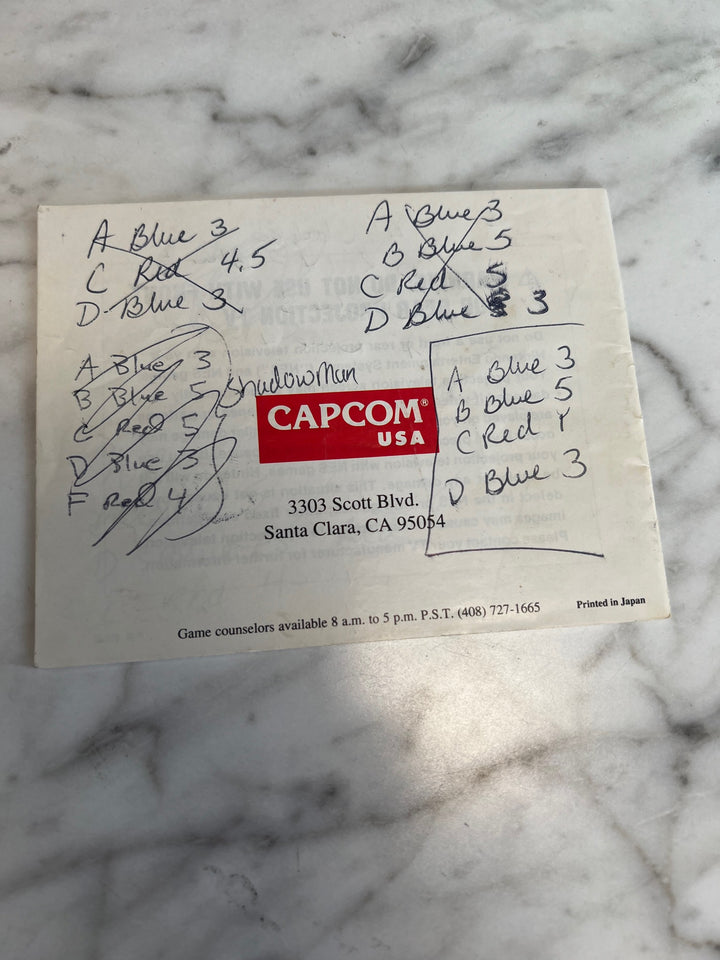 A Blue 3
C Red 4.5
D Blue 3
A Blue 3
B Blue 5
C Red 5
D Blue 3
A Blue 3
B Blue 5
C Red 5
D Blue 3
F Red 4
Shadowman
A Blue 3
B Blue 5
C Red 1
D Blue 3
CAPCOM®
USA
3303 Scott Blvd.
Santa Clara, CA 95054
Game counselors available 8 a.m. to 5 p.m. P.S.T. (408) 727-1665
Printed in Japan